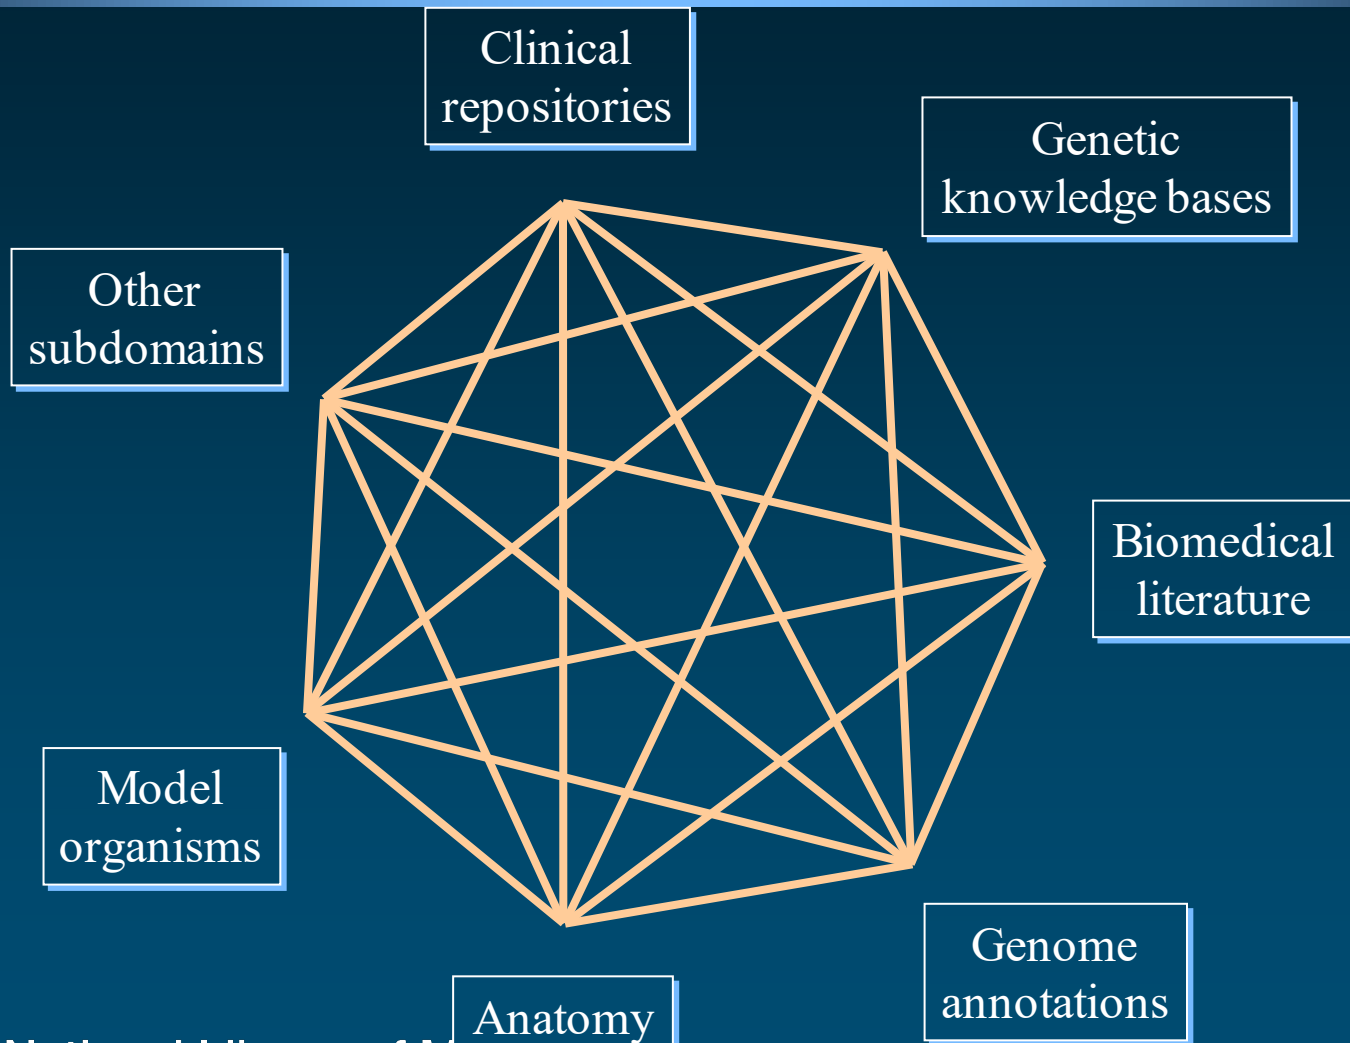 Clinical
repositories
Genetic
knowledge bases
Other
subdomains
Biomedical
literature
Model
organisms
Genome
annotations
Anatomy